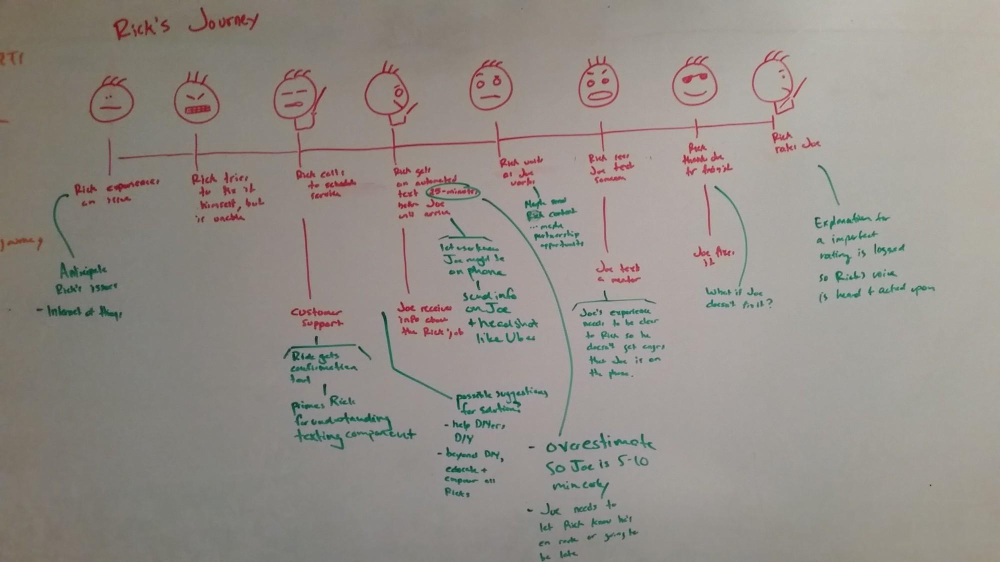 Rick's Journey
RTS
journey
Rick experiences
an issue
Anticipate
Rick's issues
- Internet of things
Rick tries
to fix it
himself, but
is unable
Rick calls
to schedule
service
Customer
Support
Rick gets
confirmation
text
primes Rick
for understanding
texting component
Rick gets
an automated
text 25-minutes
before Joe
will arrive
Joe receives
info about
the Rick's job
possible suggestions
for solution?
- help DIYers
DIY
- beyond DIY,
educate +
empower all
Ricks
let user know
Joe might be
on phone
send info
on Joe
+ headshot
like Uber
- overestimate
so Joe is 5-10
min early
- Joe needs to
let Rick know he's
en route or going to
be late
Rick waits
as Joe
works
Maybe send
Rick content
... maybe
partnership
opportunity
Rick sees
Joe text
someone
Joe text
a mentor
Joe's experience
needs to be clear
to Rick so he
doesn't get angry
that Joe is on
the phone.
Rick
thanks Joe
for fixing it
Joe fixes
it
What if Joe
doesn't fix it?
Rick
rates Joe
Explanation for
a imperfect
rating is logged
so Rick's voice
is heard + acted upon